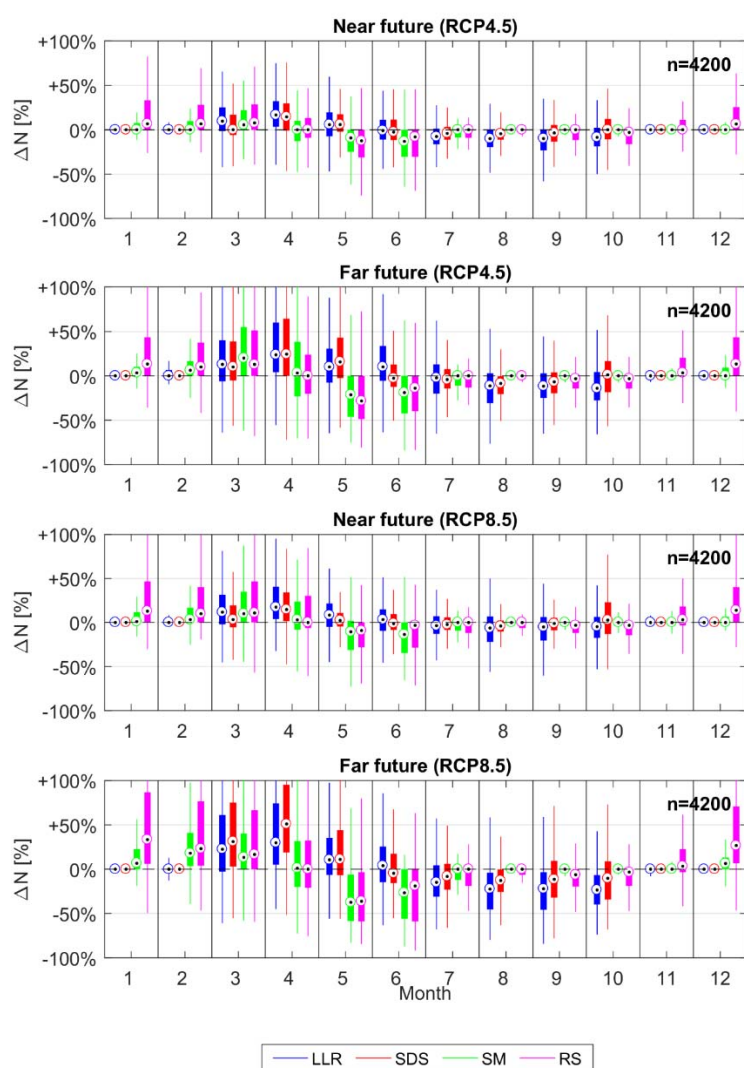 Near future (RCP4.5)
+100%
+50%
0%
-50%
-100%
ΔN [%]
n=4200
1 2 3 4 5 6 7 8 9 10 11 12
Far future (RCP4.5)
+100%
+50%
0%
-50%
-100%
ΔN [%]
n=4200
1 2 3 4 5 6 7 8 9 10 11 12
Near future (RCP8.5)
+100%
+50%
0%
-50%
-100%
ΔN [%]
n=4200
1 2 3 4 5 6 7 8 9 10 11 12
Far future (RCP8.5)
+100%
+50%
0%
-50%
-100%
ΔN [%]
n=4200
1 2 3 4 5 6 7 8 9 10 11 12
Month
LLR SDS SM RS